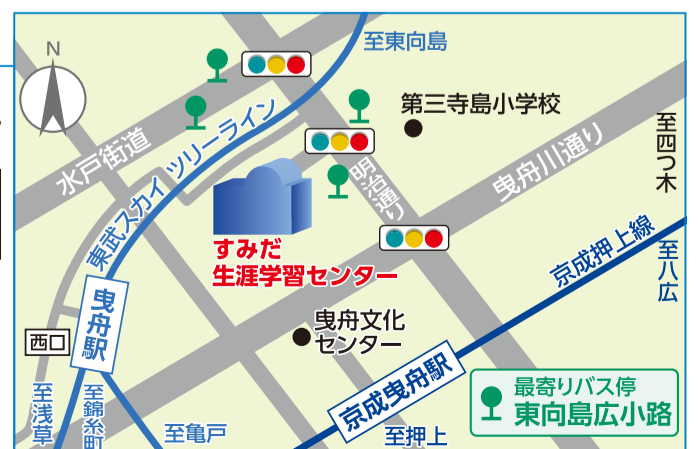 N
至東向島
水戸街道
東武スカイツリーライン
第三寺島小学校
明治通り
曳舟川通り
至四つ木
すみだ
生涯学習センター
京成押上線
至八広
曳舟駅
西口
曳舟文化
センター
京成曳舟駅
至浅草
至錦糸町
至亀戸
至押上
最寄りバス停
東向島広小路